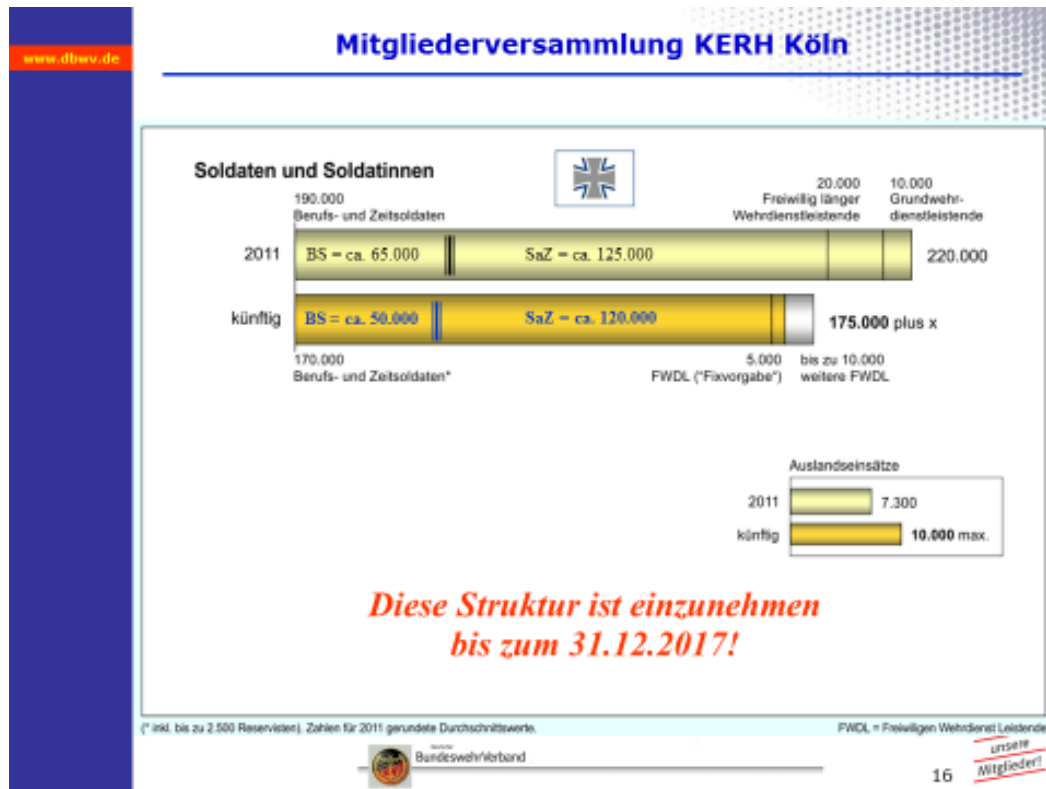 www.dbwv.de
Mitgliederversammlung KERH Köln
Soldaten und Soldatinnen
190.000
Berufs- und Zeitsoldaten
20.000
Freiwillig länger
Wehrdienstleistende
10.000
Grundwehr-
dienstleistende
2011
BS = ca. 65.000
SaZ = ca. 125.000
220.000
künftig
BS = ca. 50.000
SaZ = ca. 120.000
175.000 plus x
170.000
Berufs- und Zeitsoldaten*
5.000
FWDL ("Fixvorgabe")
bis zu 10.000
weitere FWDL
Auslandseinsätze
2011
7.300
künftig
10.000 max.
Diese Struktur ist einzunehmen
bis zum 31.12.2017!
(* inkl. bis zu 2.500 Reservisten). Zahlen für 2011 gerundete Durchschnittswerte.
FWDL = Freiwilligen Wehrdienst Leistende
BundeswehrVerband
16
unsere
Mitglieder!